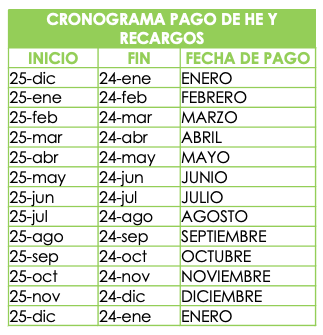 CRONOGRAMA PAGO DE HE Y
RECARGOS
INICIO FIN FECHA DE PAGO
25-dic 24-ene ENERO
25-ene 24-feb FEBRERO
25-feb 24-mar MARZO
25-mar 24-abr ABRIL
25-abr 24-may MAYO
25-may 24-jun JUNIO
25-jun 24-jul JULIO
25-jul 24-ago AGOSTO
25-ago 24-sep SEPTIEMBRE
25-sep 24-oct OCTUBRE
25-oct 24-nov NOVIEMBRE
25-nov 24-dic DICIEMBRE
25-dic 24-ene ENERO